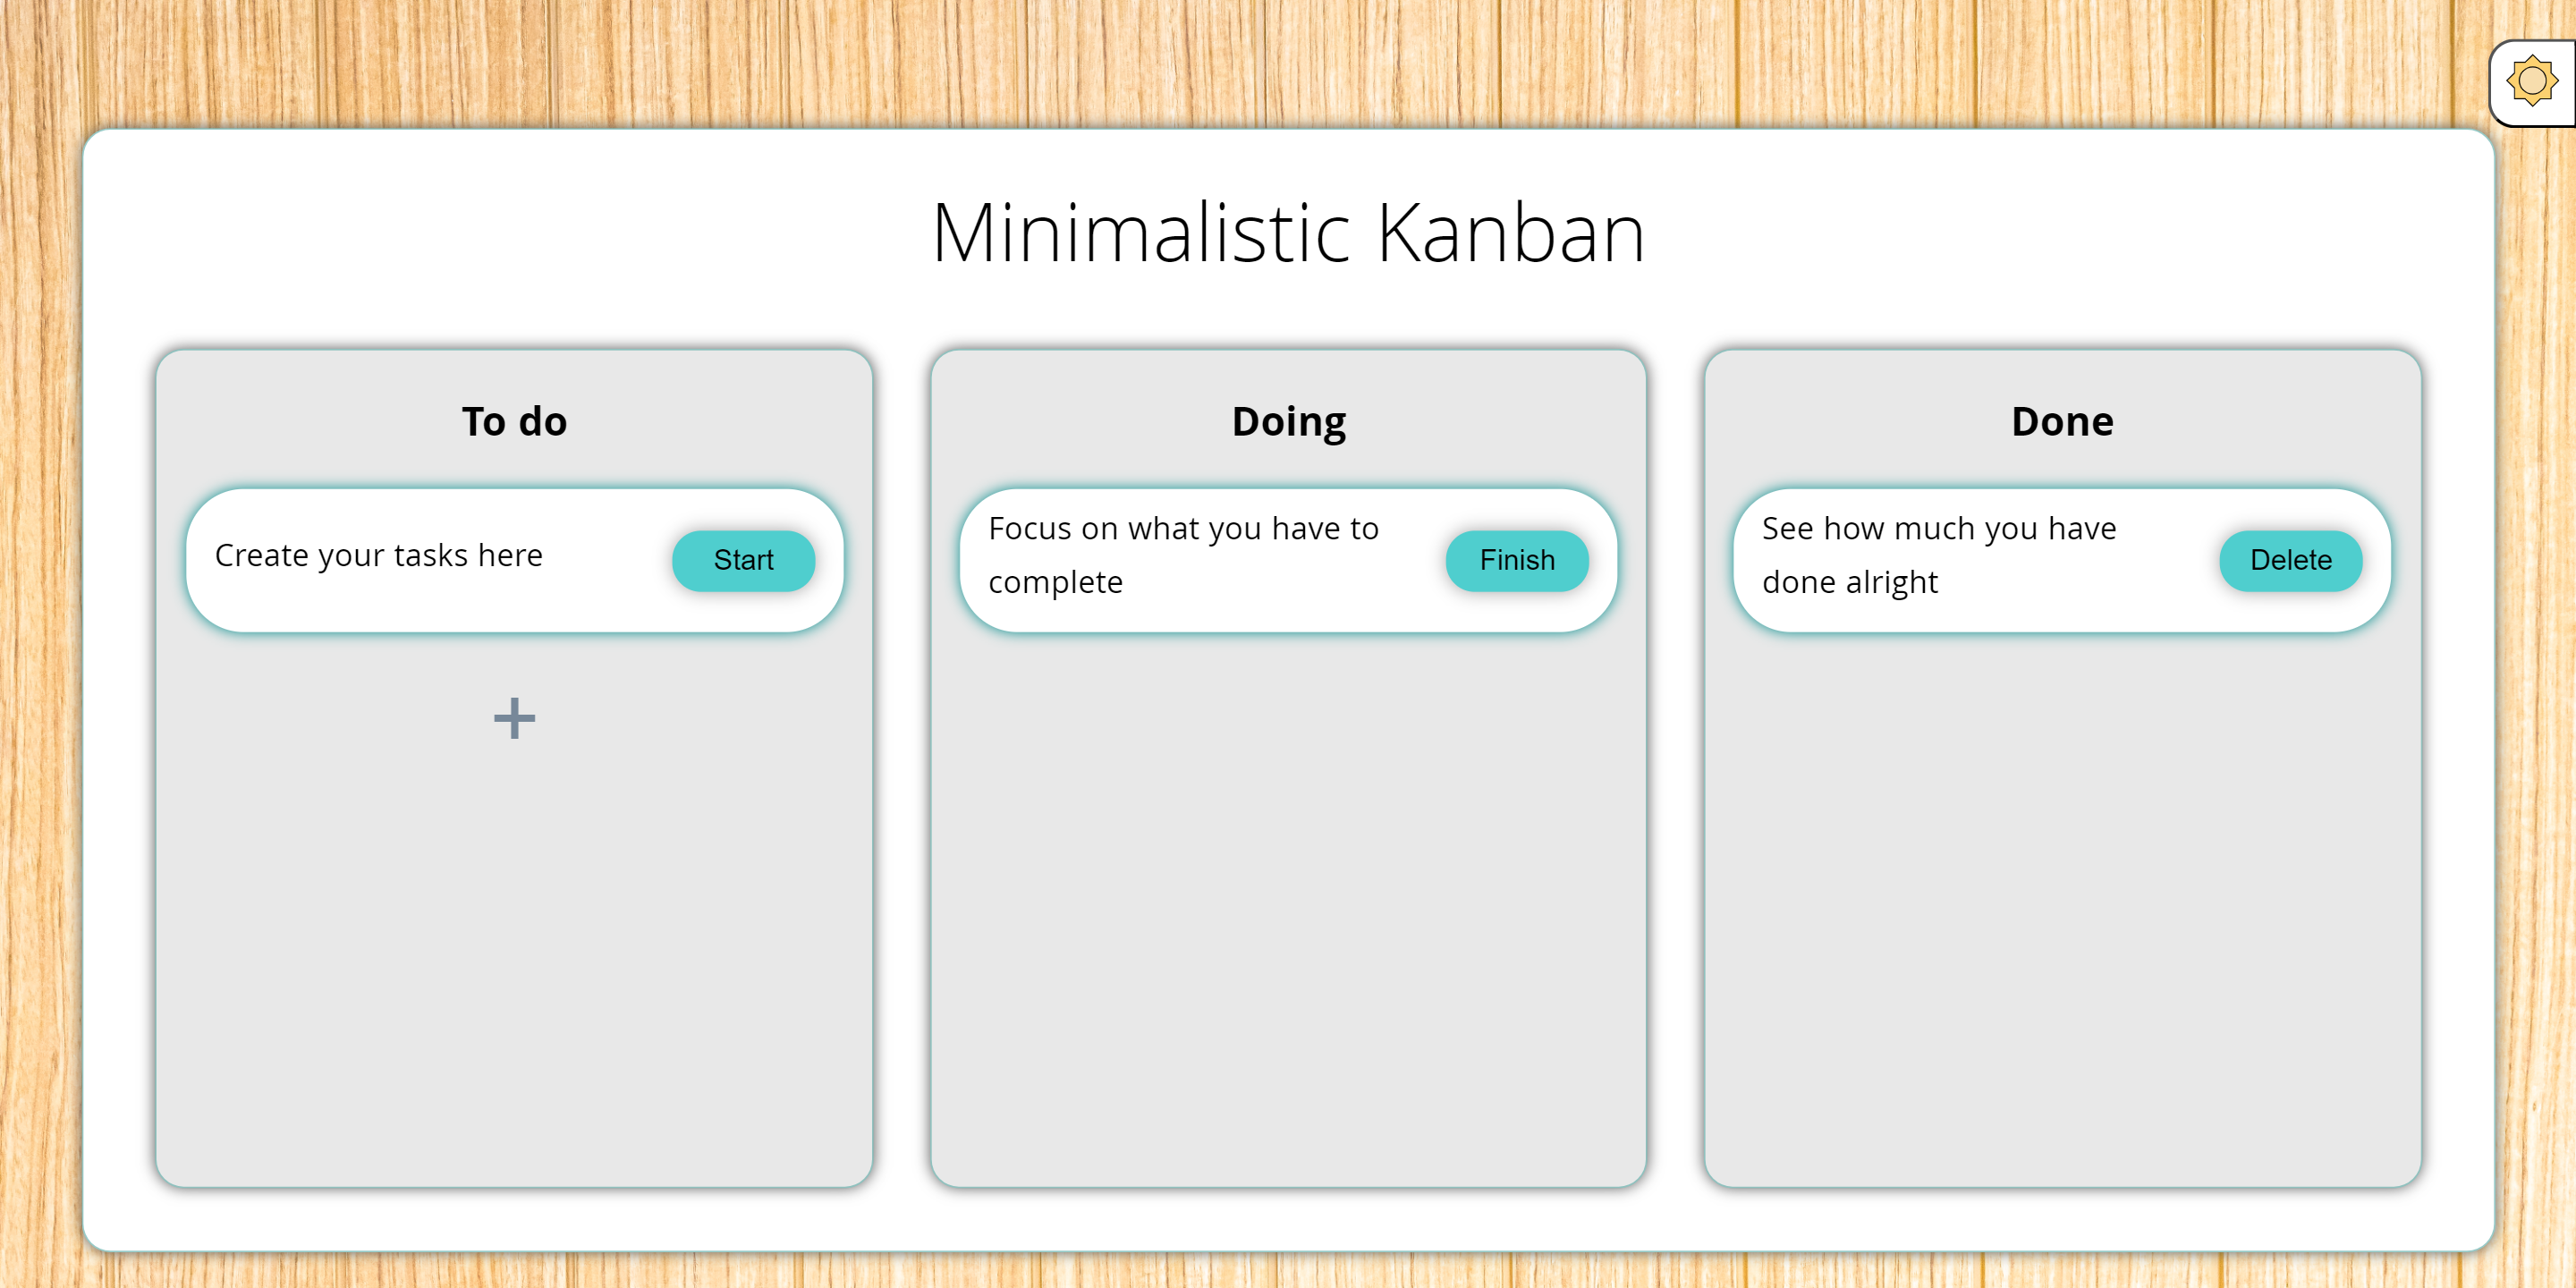 Minimalistic Kanban
To do
Create your tasks here
Start
+
Doing
Focus on what you have to
complete
Finish
Done
See how much you have
done alright
Delete